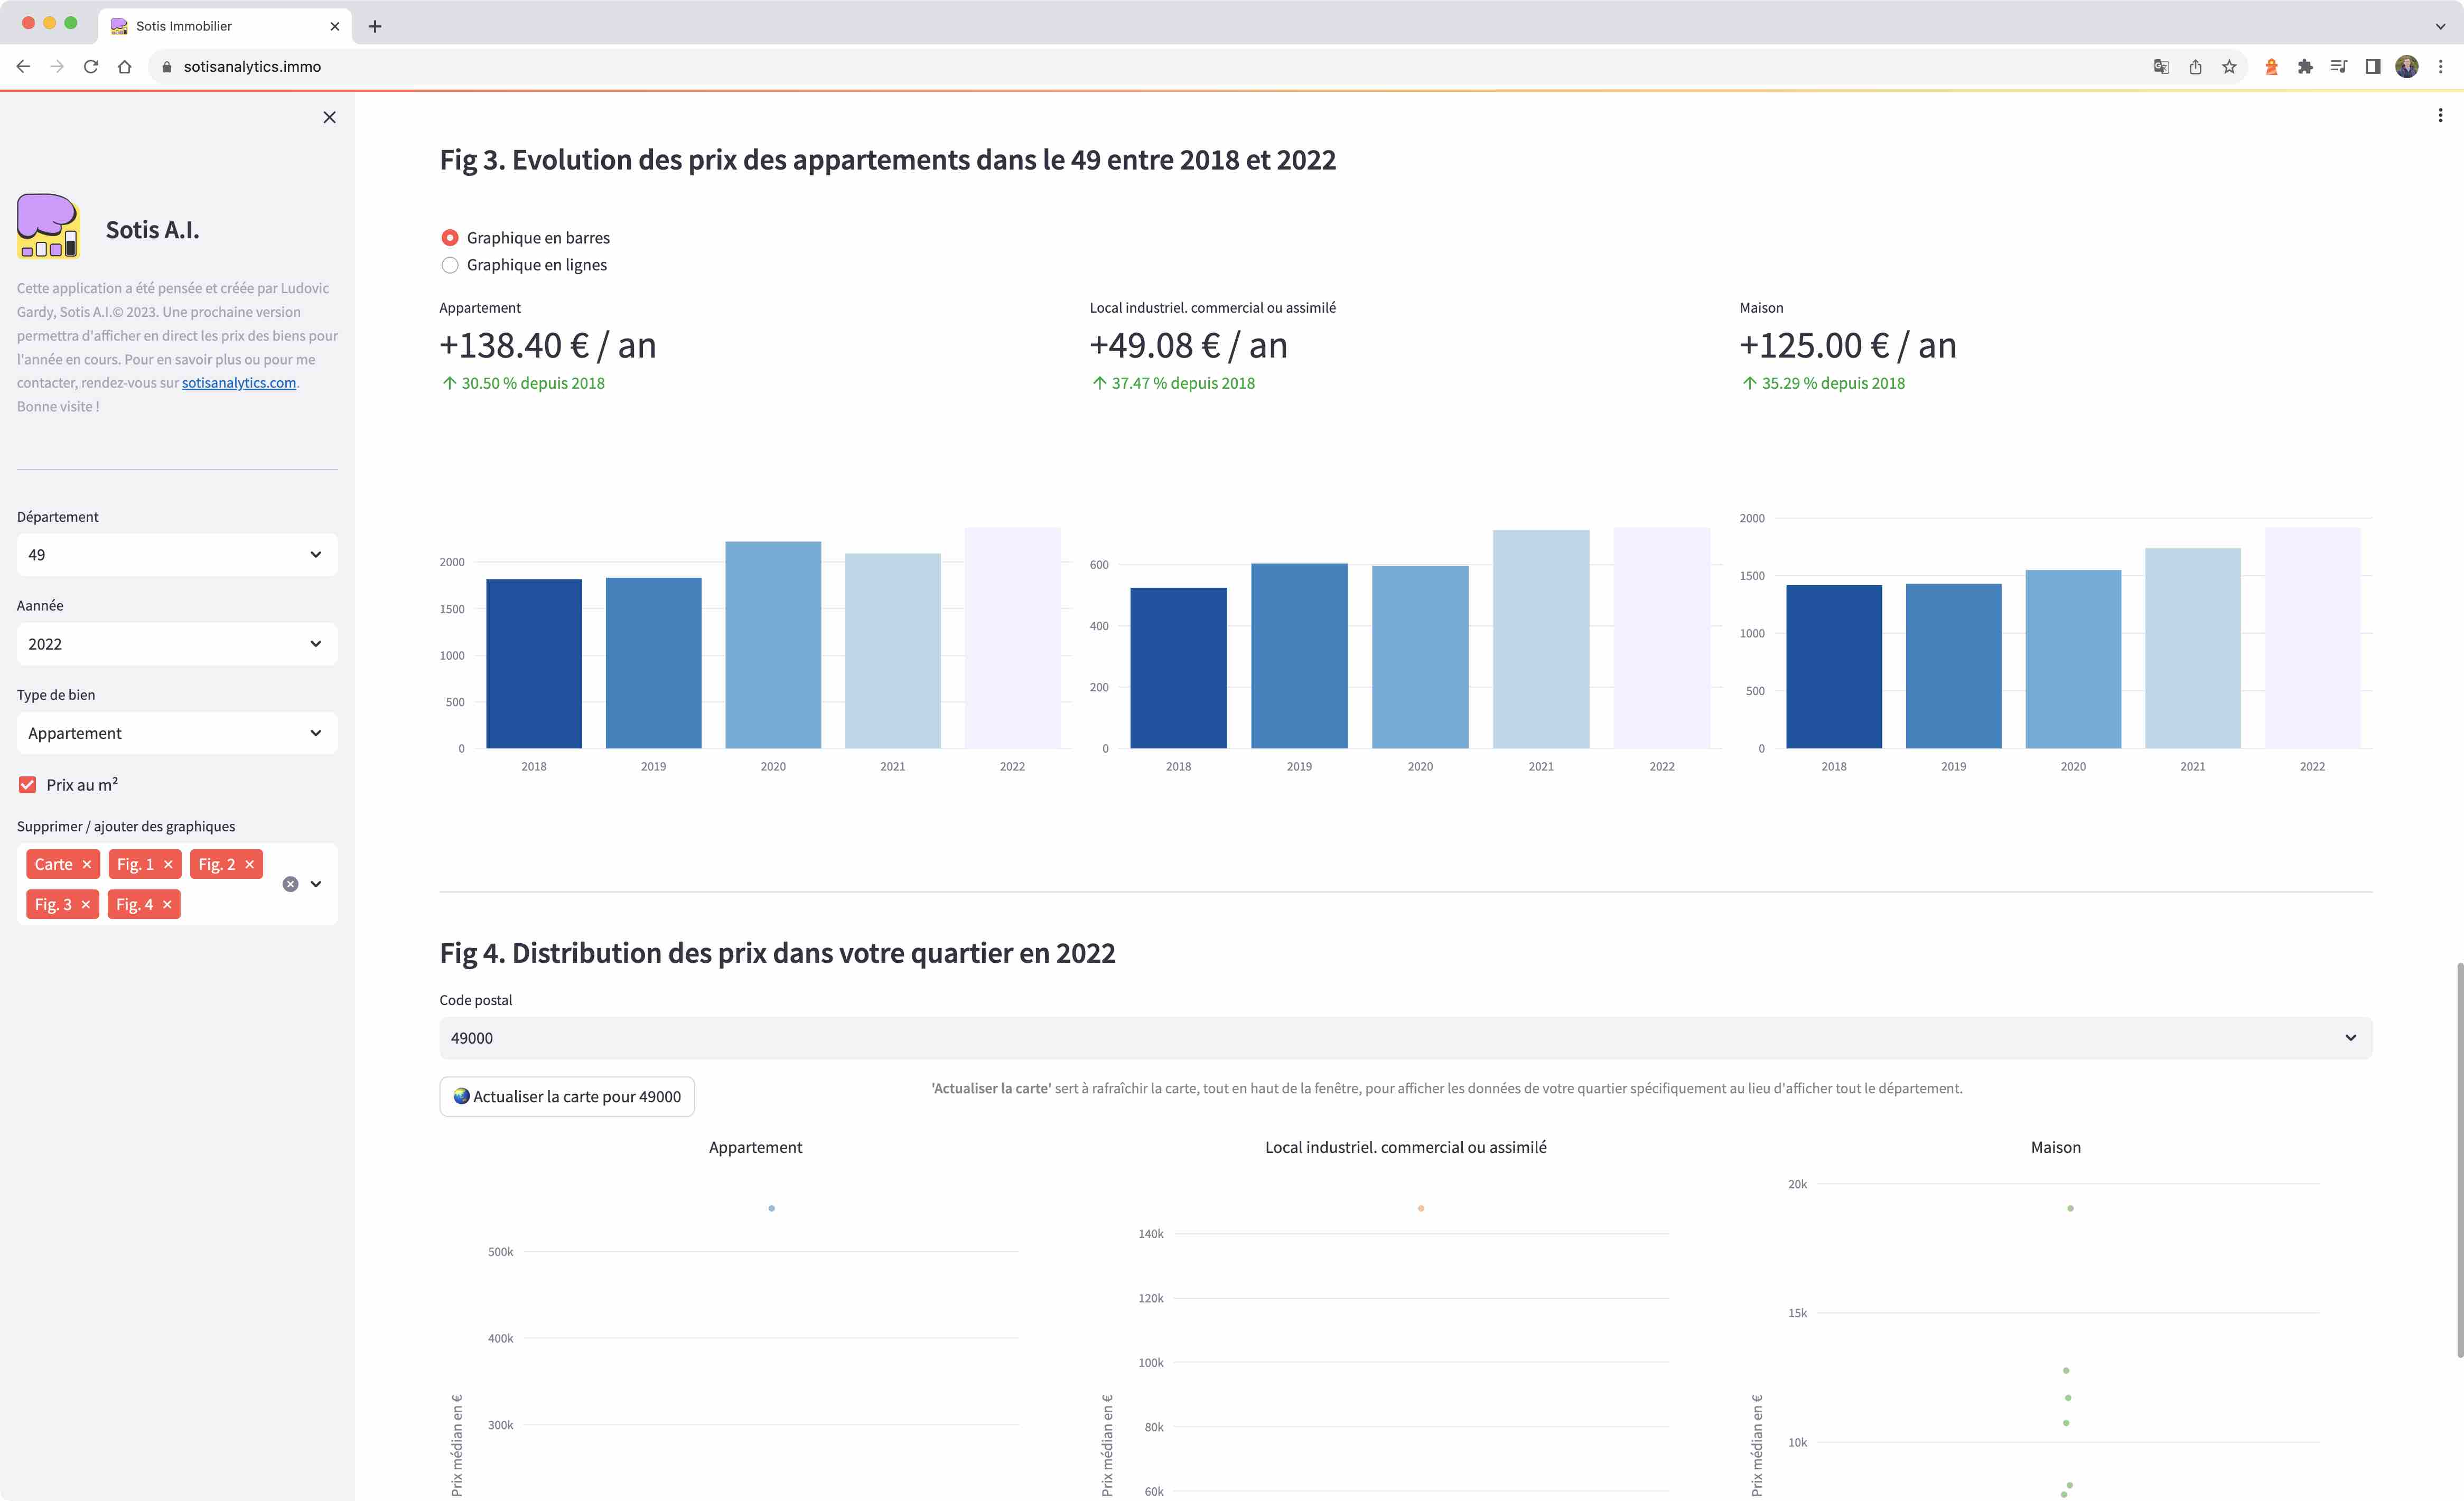 Sotis Immobilier
sotisanalytics.immo
Sotis A.I.
Cette application a été pensée et créée par Ludovic
Gardy, Sotis A.I.© 2023. Une prochaine version
permettra d'afficher en direct les prix des biens pour
l'année en cours. Pour en savoir plus ou pour me
contacter, rendez-vous sur sotisanalytics.com.
Bonne visite !
Département
49
Aannée
2022
Type de bien
Appartement
Prix au m²
Supprimer / ajouter des graphiques
Carte Fig. 1 Fig. 2
Fig. 3 Fig. 4
Fig 3. Evolution des prix des appartements dans le 49 entre 2018 et 2022
Graphique en barres
Graphique en lignes
Appartement
+138.40 € / an
↑ 30.50 % depuis 2018
Local industriel. commercial ou assimilé
+49.08 € / an
↑ 37.47 % depuis 2018
Maison
+125.00 € / an
↑ 35.29 % depuis 2018
2000
1500
1000
500
0
2018 2019 2020 2021 2022
600
400
200
0
2018 2019 2020 2021 2022
2000
1500
1000
500
0
2018 2019 2020 2021 2022
Fig 4. Distribution des prix dans votre quartier en 2022
Code postal
49000
Actualiser la carte pour 49000
'Actualiser la carte' sert à rafraîchir la carte, tout en haut de la fenêtre, pour afficher les données de votre quartier spécifiquement au lieu d'afficher tout le département.
Appartement
500k
400k
300k
Prix médian en €
Local industriel. commercial ou assimilé
140k
120k
100k
80k
60k
Prix médian en €
Maison
20k
15k
10k
Prix médian en €